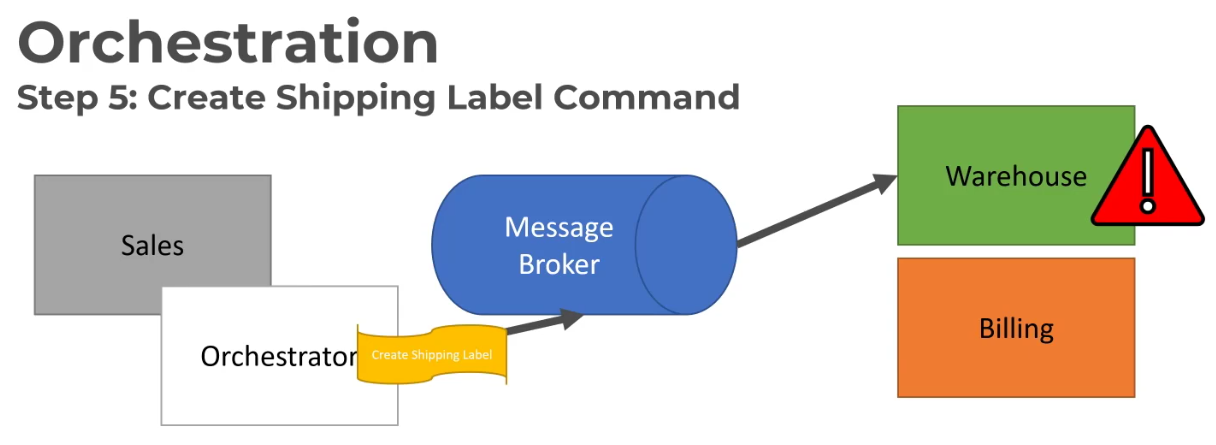 Orchestration
Step 5: Create Shipping Label Command
Sales
Orchestrator
Create Shipping Label
Message
Broker
Warehouse
Billing